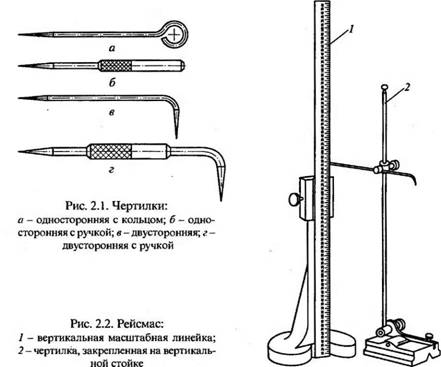 а
б
в
г
Рис. 2.1. Чертилки:
а – односторонняя с кольцом; б – одно-
сторонняя с ручкой; в – двусторонняя; г –
двусторонняя с ручкой
1
2
Рис. 2.2. Рейсмас:
1 – вертикальная масштабная линейка;
2 – чертилка, закрепленная на вертикаль-
ной стойке